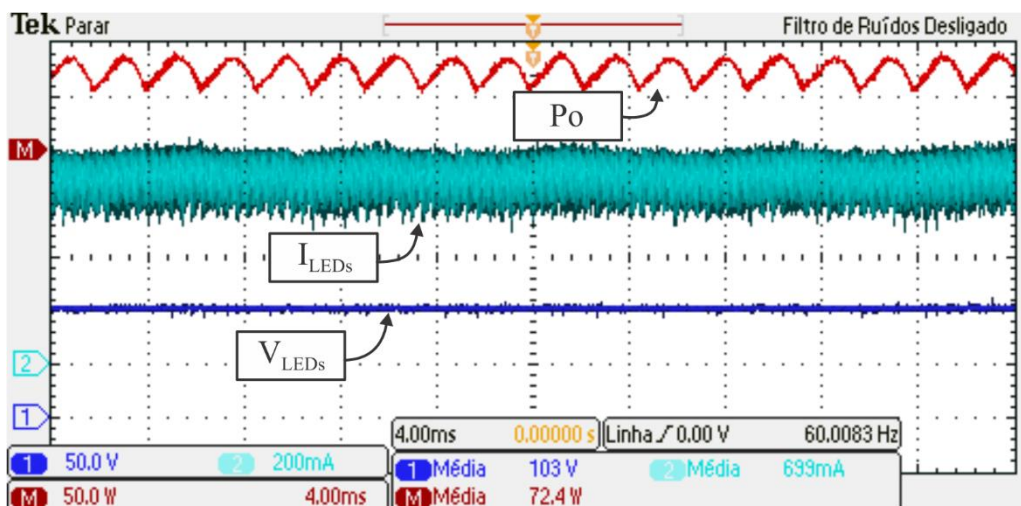 Tek Parar Filtro de Ruídos Desligado
Po
M
I LEDs
V LEDs
2
1
4.00ms 0.00000 s Linha ∕ 0.00 V 60.0083 Hz
1 50.0 V 2 200mA
1 Média 103 V 2 Média 699mA
M 50.0 W 4.00ms
M Média 72.4 W